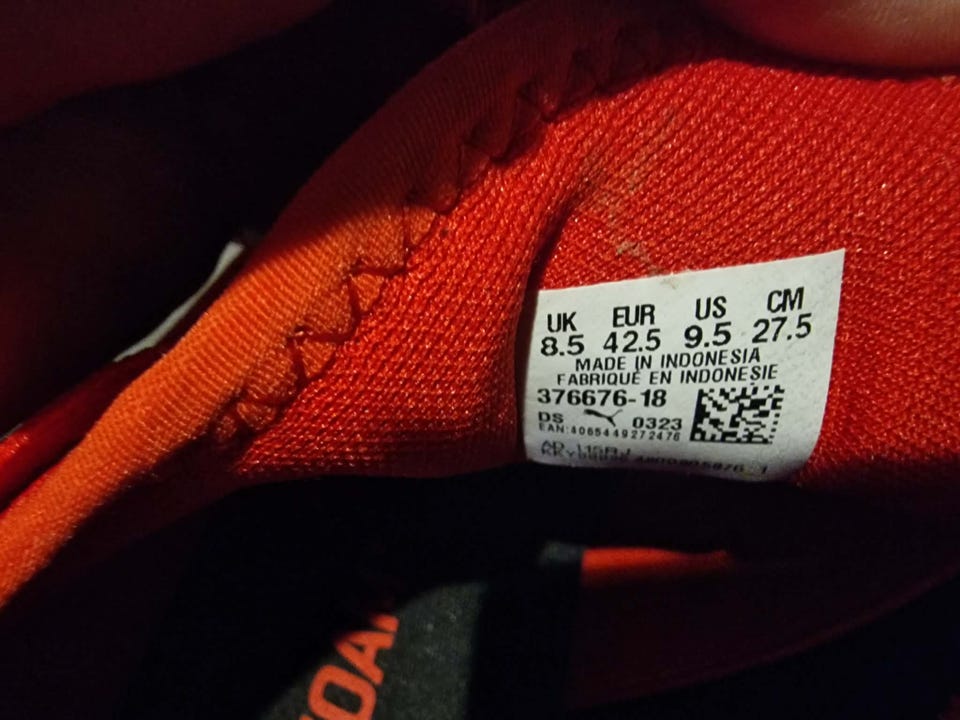 UK EUR US CM
8.5 42.5 9.5 27.5
MADE IN INDONESIA
FABRIQUÉ EN INDONESIE
376676-18
DS 0323
EAN:4065449272476